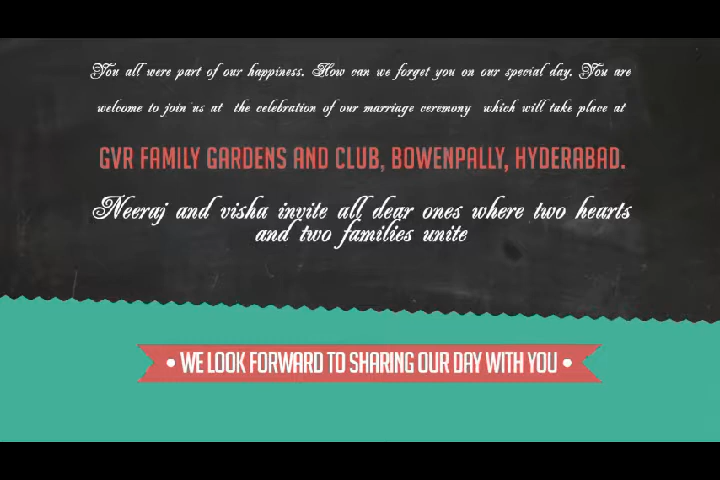 You all were part of our happiness. How can we forget you on our special day. You are
welcome to join us at the celebration of our marriage ceremony which will take place at
GVR FAMILY GARDENS AND CLUB, BOWENPALLY, HYDERABAD.
Neeraj and visha invite all dear ones where two hearts
and two families unite
• WE LOOK FORWARD TO SHARING OUR DAY WITH YOU •